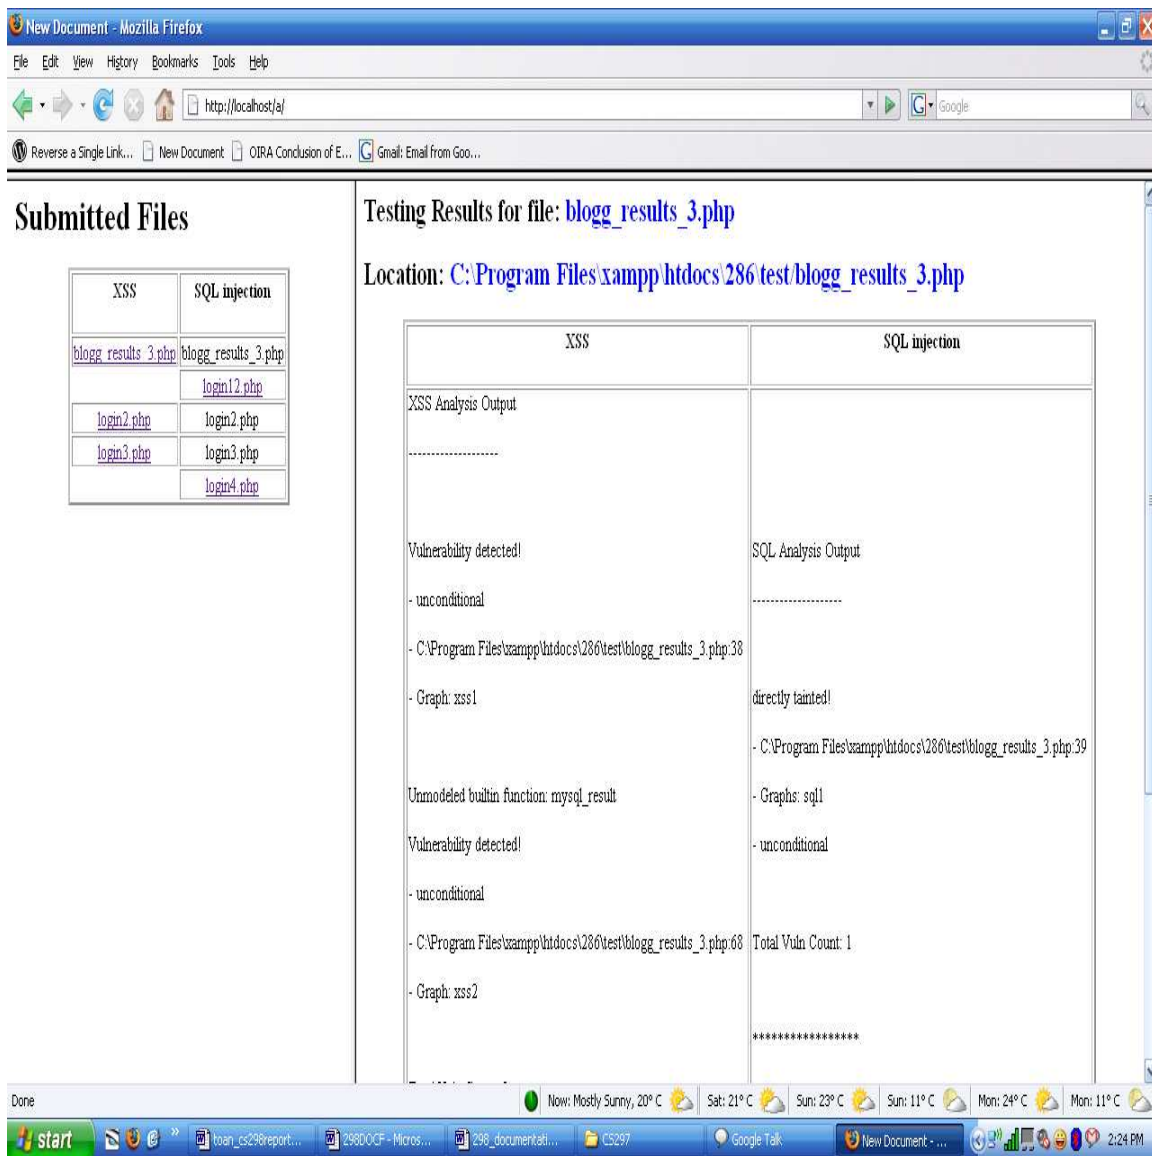 New Document - Mozilla Firefox
File Edit View History Bookmarks Tools Help
http://localhost/a/
G Google
Reverse a Single Link... New Document OIRA Conclusion of E... Gmail: Email from Goo...
Submitted Files
XSS SQL injection
blogg_results_3.php blogg_results_3.php
login12.php
login2.php login2.php
login3.php login3.php
login4.php
Testing Results for file: blogg_results_3.php
Location: C:\Program Files\xampp\htdocs\286\test/blogg_results_3.php
XSS SQL injection
XSS Analysis Output
-------------------
Vulnerability detected!
- unconditional
- C:\Program Files\xampp\htdocs\286\test\blogg_results_3.php:38
- Graph: xss1
Unmodeled builtin function: mysql_result
Vulnerability detected!
- unconditional
- C:\Program Files\xampp\htdocs\286\test\blogg_results_3.php:68
- Graph: xss2
SQL Analysis Output
-------------------
directly tainted!
- C:\Program Files\xampp\htdocs\286\test\blogg_results_3.php:39
- Graphs: sql1
- unconditional
Total Vuln Count: 1
*****************
Done Now: Mostly Sunny, 20° C Sat: 21° C Sun: 23° C Sun: 11° C Mon: 24° C Mon: 11° C
start toan_cs298report... 298DOCF - Micros... 298_documentati... CS297 Google Talk New Document - ... 2:24 PM